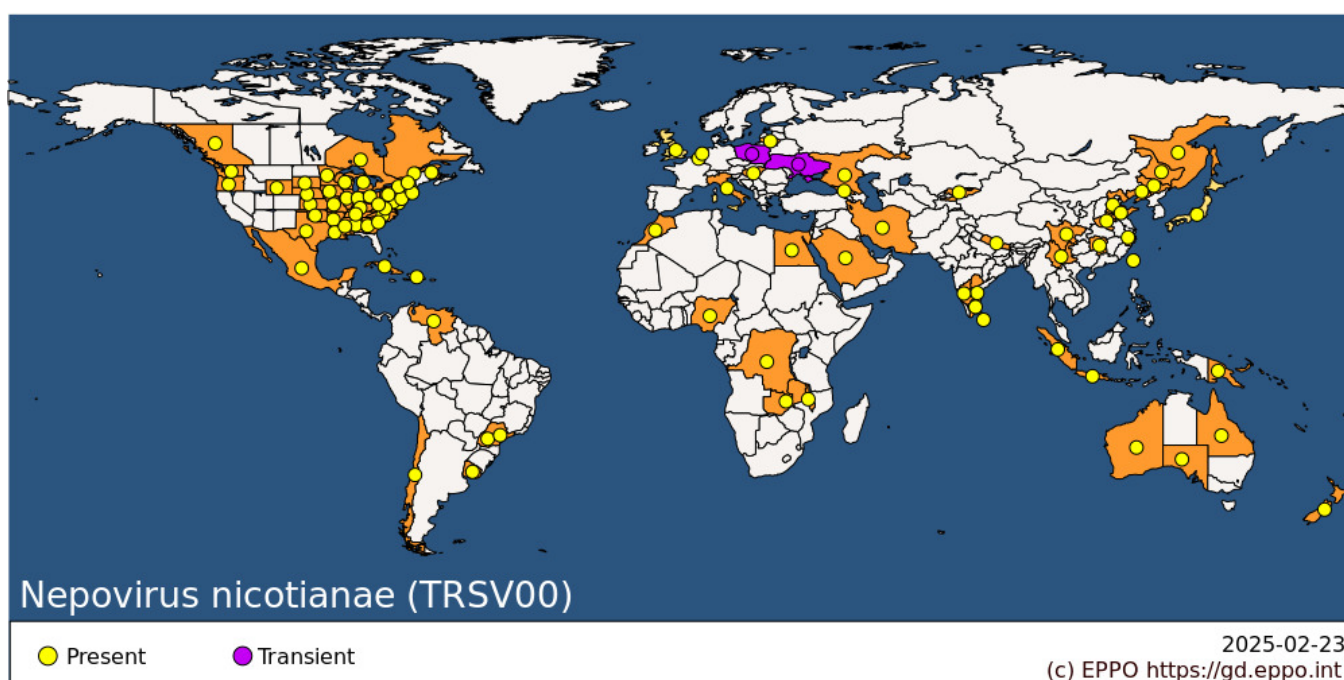 Nepovirus nicotianae (TRSV00)
Present
Transient
2025-02-23
(c) EPPO https://gd.eppo.int